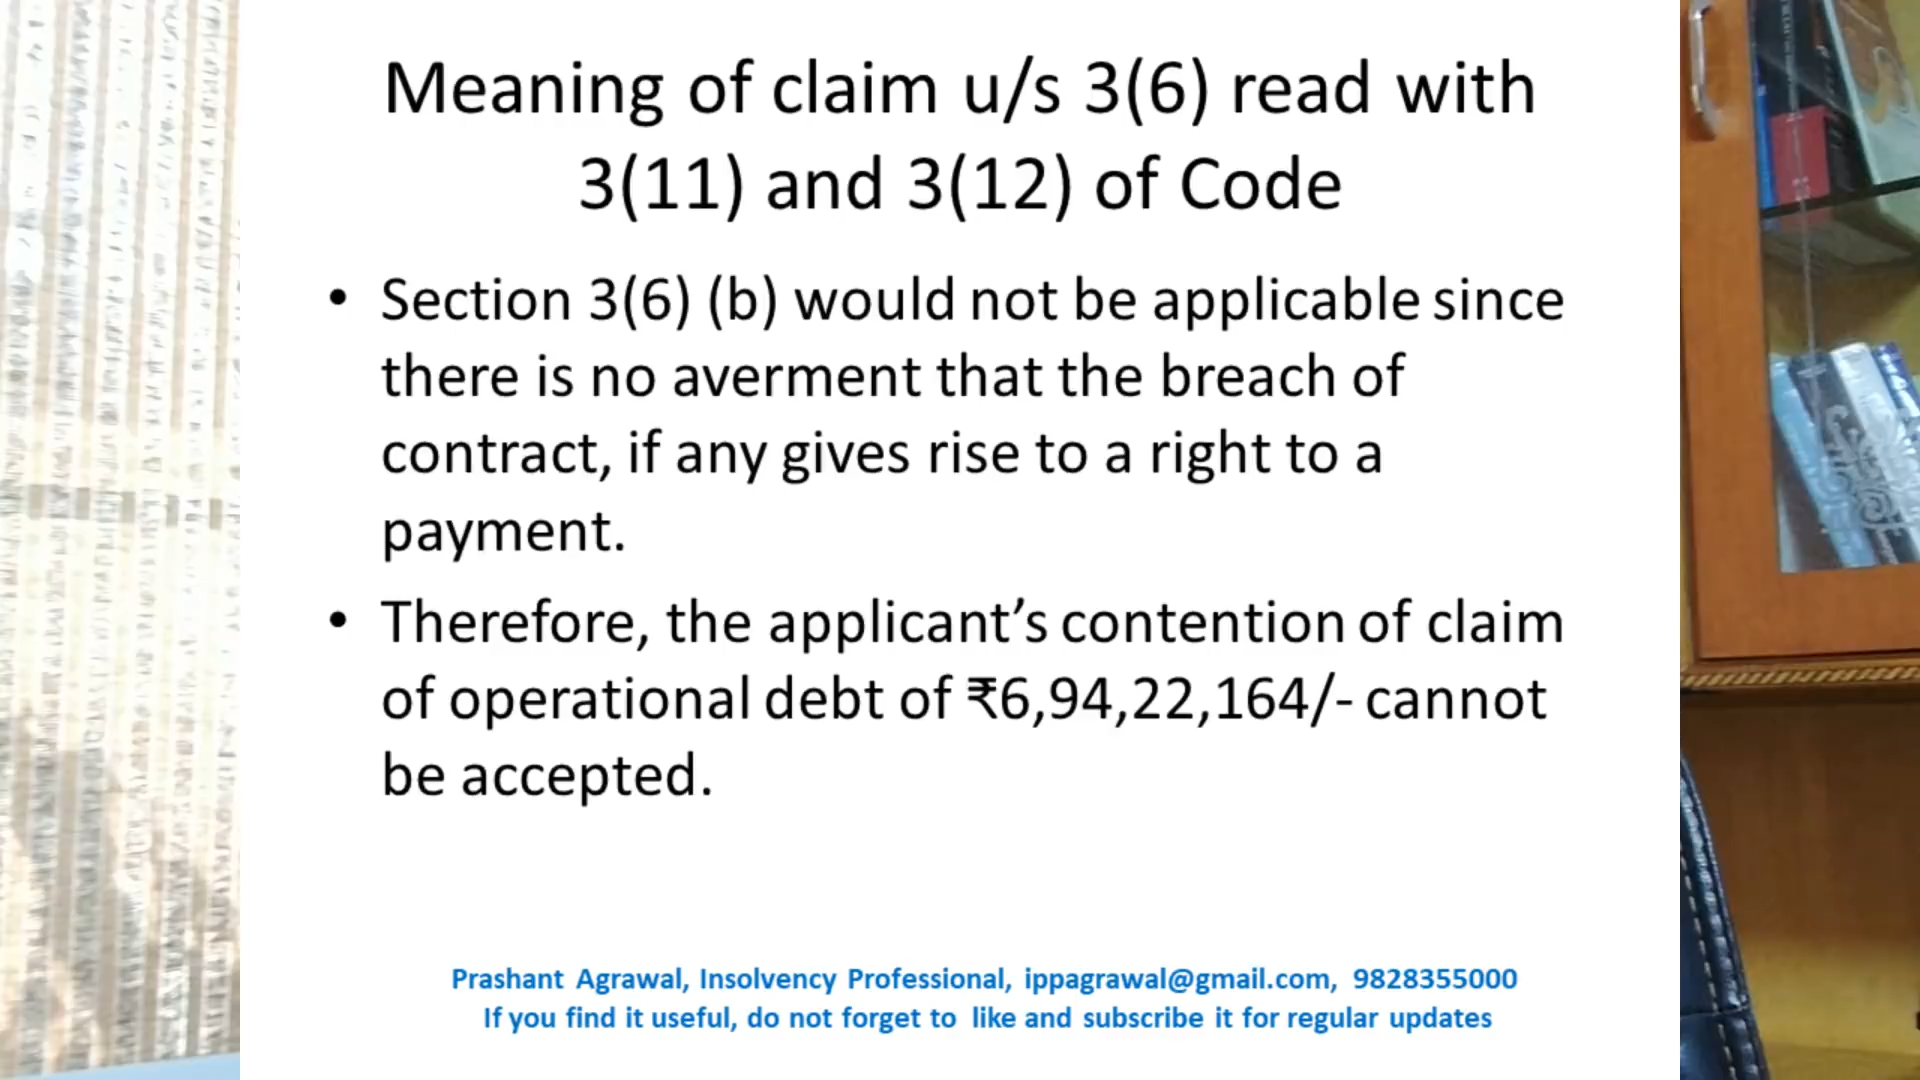 Meaning of claim u/s 3(6) read with
3(11) and 3(12) of Code
• Section 3(6) (b) would not be applicable since
there is no averment that the breach of
contract, if any gives rise to a right to a
payment.
• Therefore, the applicant’s contention of claim
of operational debt of ₹6,94,22,164/- cannot
be accepted.
Prashant Agrawal, Insolvency Professional, ippagrawal@gmail.com, 9828355000
If you find it useful, do not forget to like and subscribe it for regular updates